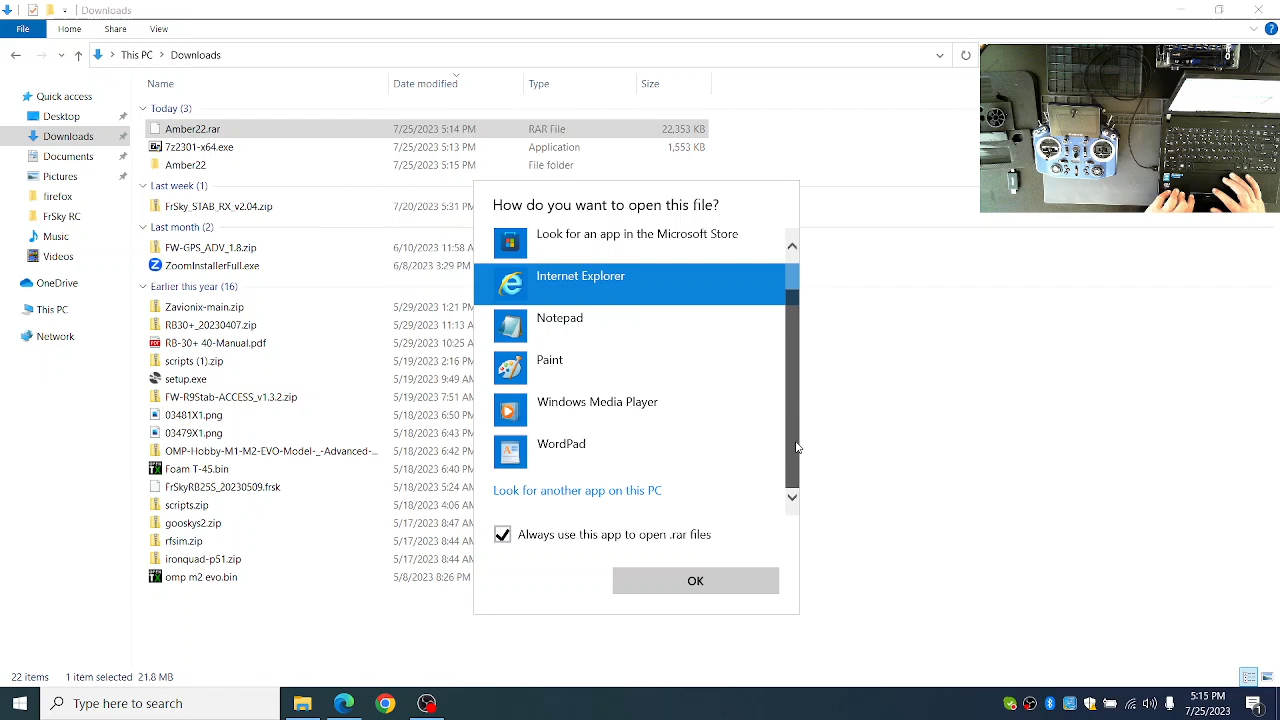 Downloads
File Home Share View
This PC Downloads
Name Date modified Type Size
Quick access
Desktop
Downloads
Documents
Pictures
firefox
FrSky RC
Music
Videos
OneDrive
This PC
Network
Today (3)
Amber22.rar 7/25/2023 5:14 PM RAR File 22,353 KB
7z2301-x64.exe 7/25/2023 5:13 PM Application 1,553 KB
Amber22 7/25/2023 5:15 PM File folder
Last week (1)
FrSky_STAB_RX_v2.04.zip 7/20/2023 5:31 PM
Last month (2)
FW-GPS_ADV_1.8.zip 6/10/2023 11:58 A
ZoomInstallerFull.exe 6/8/2023 3:29 PM
Earlier this year (16)
Zavionix-main.zip 5/29/2023 1:21 PM
RB30+_20230407.zip 5/29/2023 11:13 A
RB-30+ 40-Manual.pdf 5/29/2023 10:25 A
scripts (1).zip 5/19/2023 2:16 PM
setup.exe 5/19/2023 9:49 AM
FW-R9Stab-ACCESS_v1.3.2.zip 5/19/2023 7:51 AM
03481X1.png 5/18/2023 6:50 PM
03479X1.png 5/18/2023 6:43 PM
OMP-Hobby-M1-M2-EVO-Model-_-Advanced-... 5/18/2023 6:42 PM
Foam T-45.bin 5/18/2023 6:40 PM
FrSkyRB25S_20230509.frsk 5/18/2023 5:24 AM
scripts.zip 5/18/2023 4:06 AM
gooskys2.zip 5/17/2023 8:47 AM
rfsim.zip 5/17/2023 8:44 AM
ironquad-p51.zip 5/17/2023 8:44 AM
omp m2 evo.bin 5/8/2023 8:26 PM
How do you want to open this file?
Look for an app in the Microsoft Store
Internet Explorer
Notepad
Paint
Windows Media Player
WordPad
Look for another app on this PC
Always use this app to open .rar files
OK
22 items 1 item selected 21.8 MB
Type here to search
5:15 PM
7/25/2023